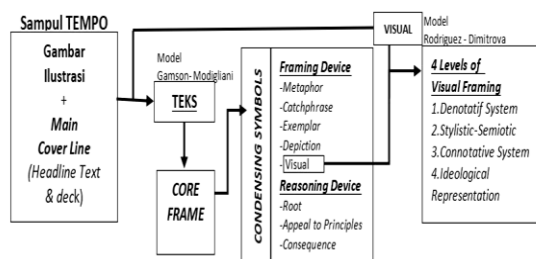 Sampul TEMPO
Gambar
Ilustrasi
+
Main
Cover Line
(Headline Text
& deck)
Model
Gamson-Modigliani
TEKS
CORE
FRAME
CONDENSING SYMBOLS
Framing Device
-Metaphor
-Catchphrase
-Exemplar
-Depiction
-Visual
Reasoning Device
-Root
-Appeal to Principles
-Consequence
VISUAL
Model
Rodriguez - Dimitrova
4 Levels of
Visual Framing
1.Denotatif System
2.Stylistic-Semiotic
3.Connotative System
4.Ideological
Representation